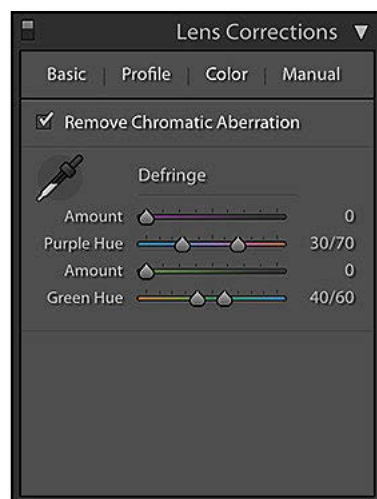 Lens Corrections
Basic | Profile | Color | Manual
Remove Chromatic Aberration
Defringe
Amount 0
Purple Hue 30/70
Amount 0
Green Hue 40/60